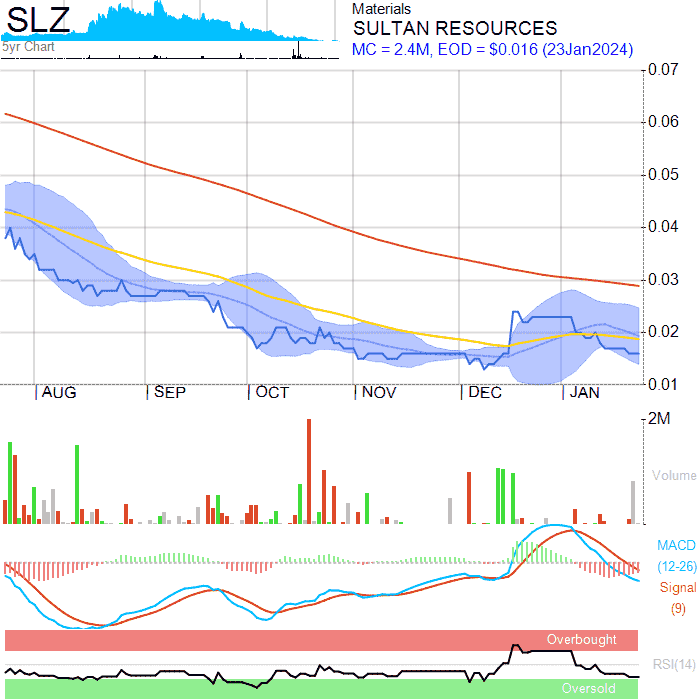 SLZ
5yr Chart
Materials
SULTAN RESOURCES
MC = 2.4M, EOD = $0.016 (23Jan2024)
0.07
0.06
0.05
0.04
0.03
0.02
0.01
AUG SEP OCT NOV DEC JAN
2M
Volume
MACD
(12-26)
Signal
(9)
Overbought
RSI(14)
Oversold